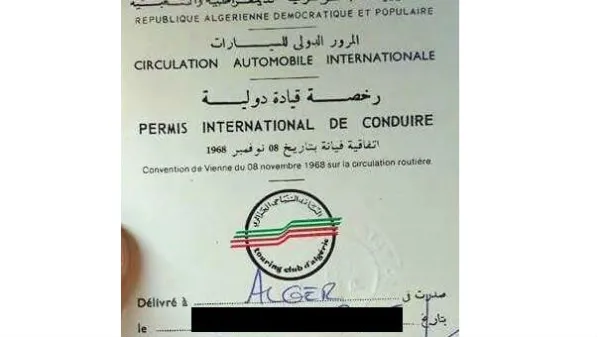 REPUBLIQUE ALGERIENNE DEMOCRATIQUE ET POPULAIRE
المرور الدولي للسيارات
CIRCULATION AUTOMOBILE INTERNATIONALE
رخصة قيادة دولية
PERMIS INTERNATIONAL DE CONDUIRE
اتفاقية فيانة بتاريخ 08 نوفمبر 1968
Convention de Vienne du 08 novembre 1968 sur la circulation routière.
touring club d'algérie
Délivré à ALGER صدرت في
le بتاريخ